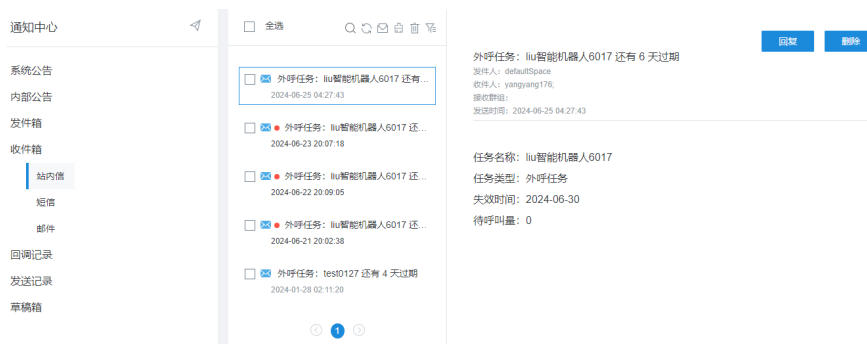 通知中心
系统公告
内部公告
发件箱
收件箱
站内信
短信
邮件
回调记录
发送记录
草稿箱
全选
外呼任务：liu智能机器人6017 还有...
2024-06-25 04:27:43
外呼任务：liu智能机器人6017 还...
2024-06-23 20:07:18
外呼任务：liu智能机器人6017 还...
2024-06-22 20:09:05
外呼任务：liu智能机器人6017 还...
2024-06-21 20:02:38
外呼任务：test0127 还有 4 天过期
2024-01-28 02:11:20
1
回复 删除
外呼任务：liu智能机器人6017 还有 6 天过期
发件人：defaultSpace
收件人：yangyang176;
接收群组：
发送时间：2024-06-25 04:27:43
任务名称：liu智能机器人6017
任务类型：外呼任务
失效时间：2024-06-30
待呼叫量：0